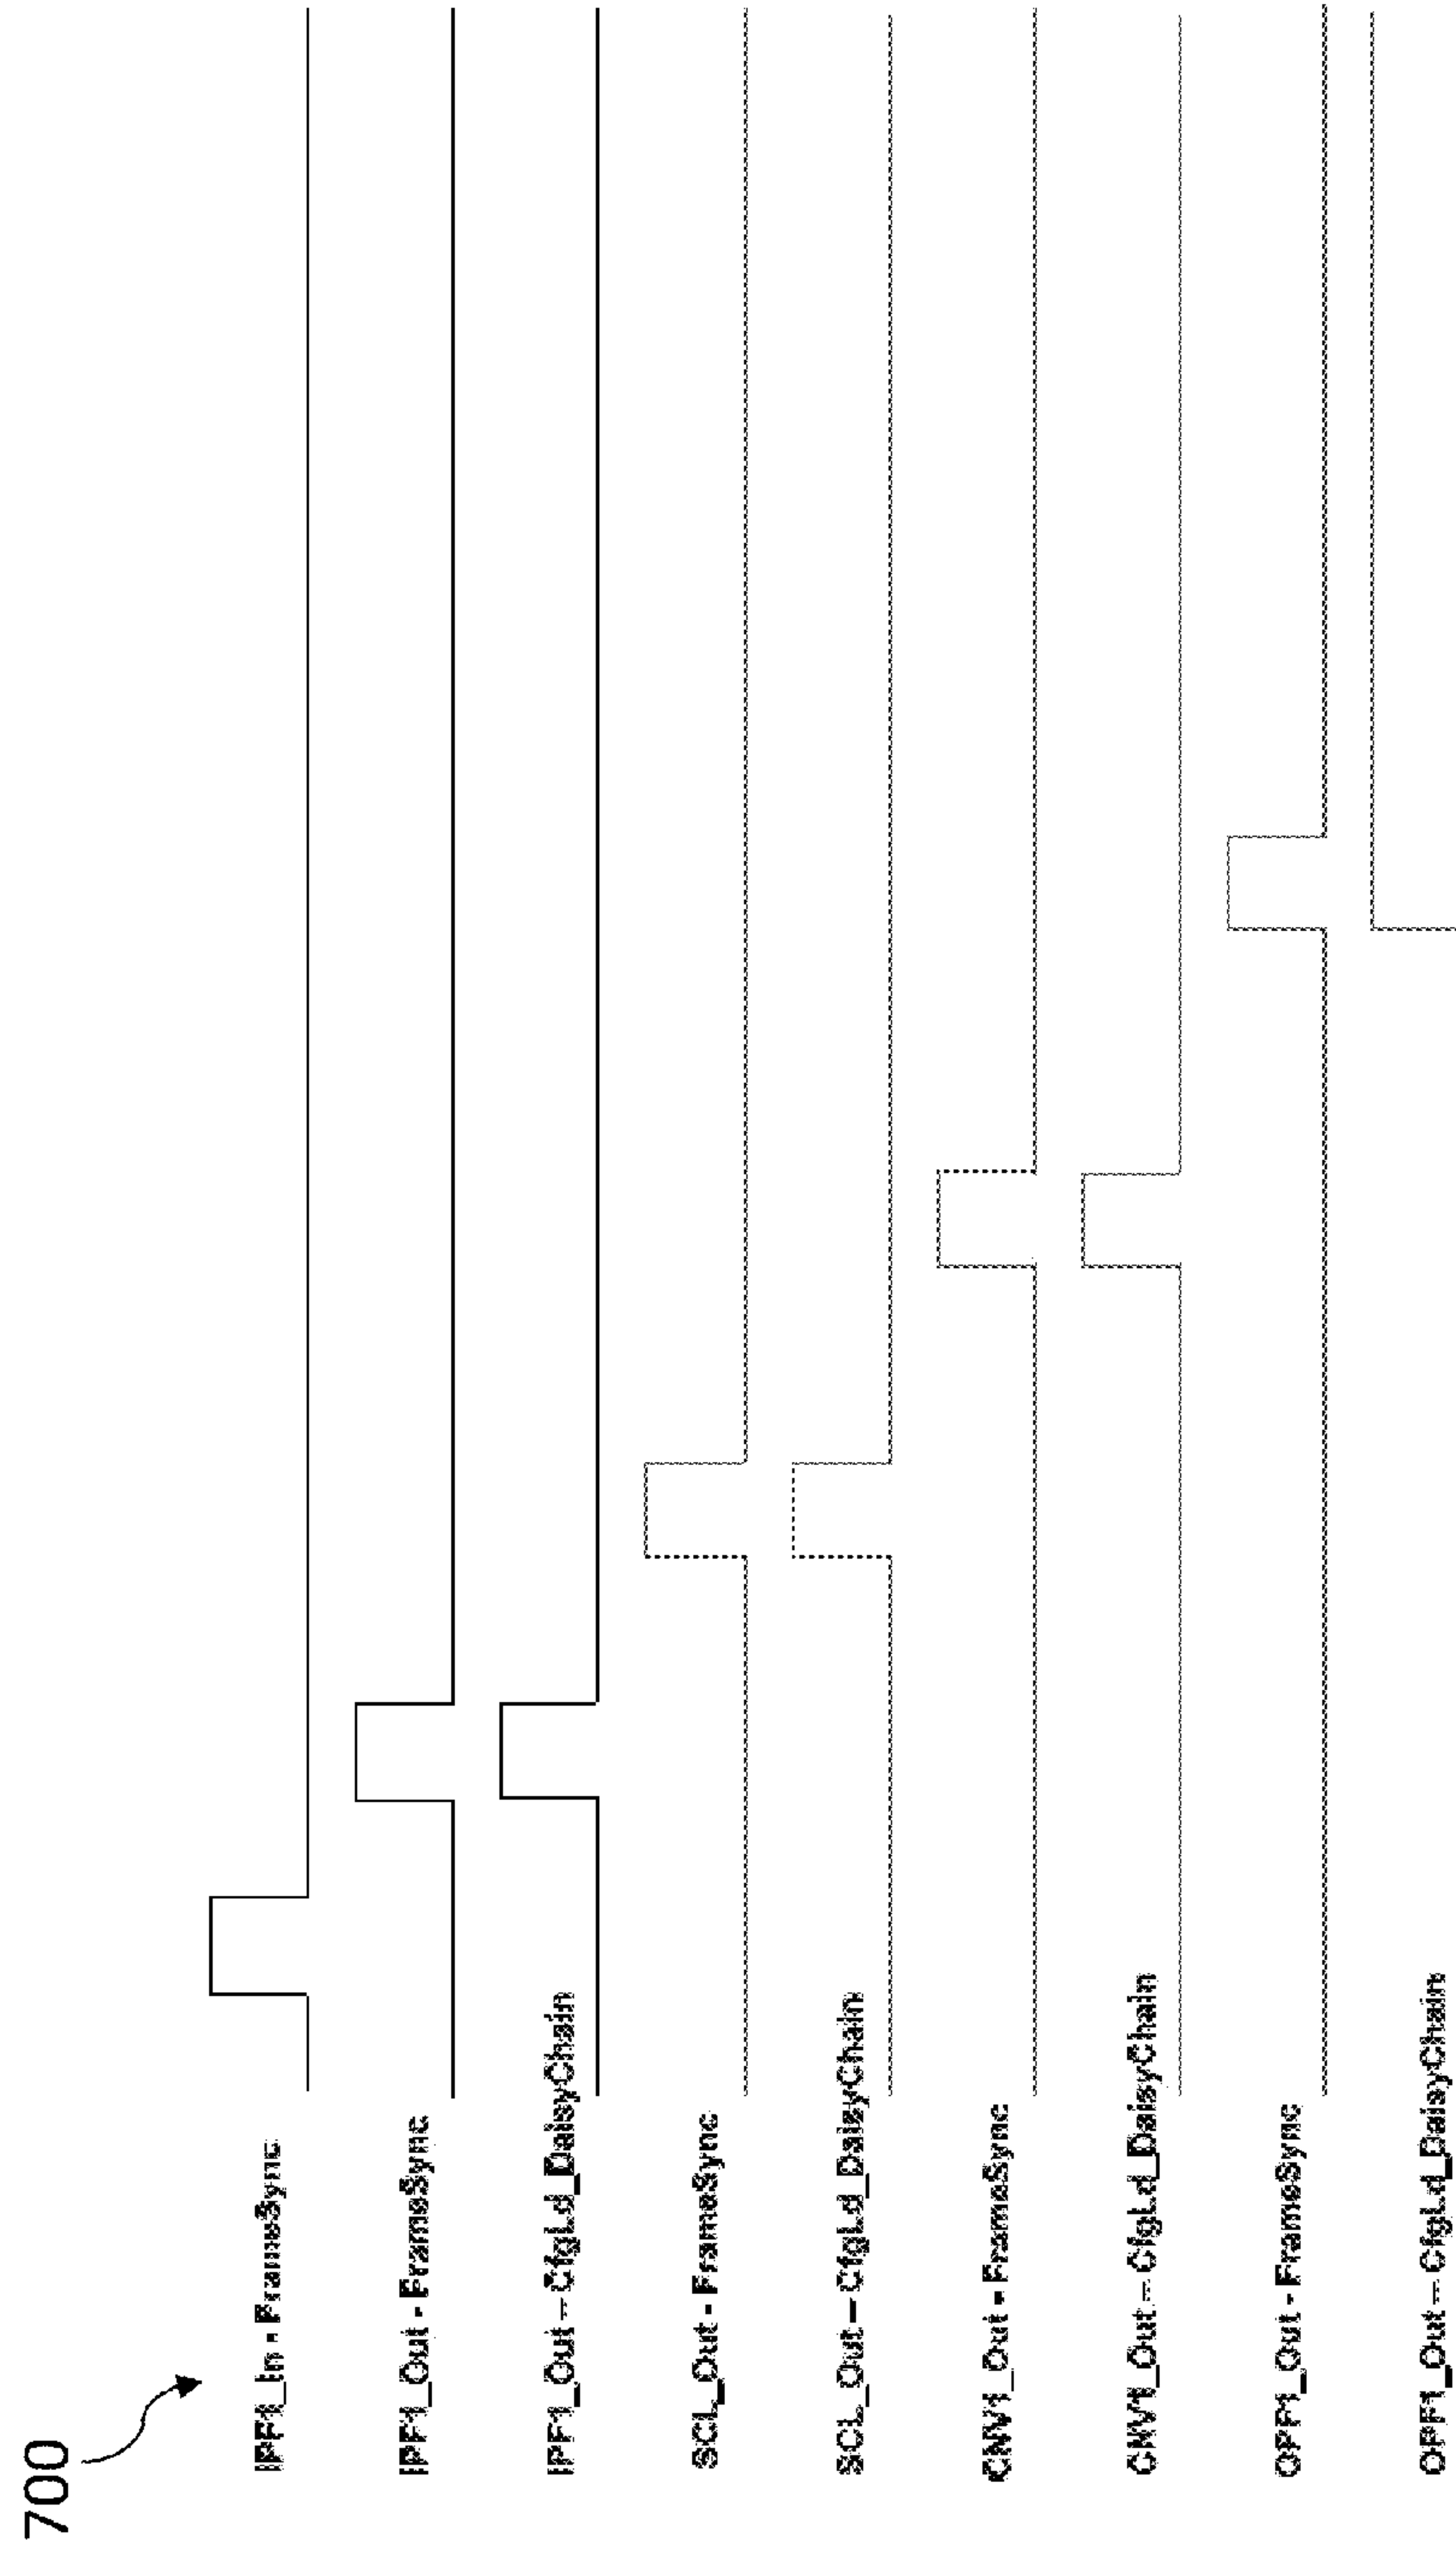 700
IPF1_In - FrameSync
IPF1_Out - FrameSync
IPF1_Out – CfgLd_DaisyChain
SCL_Out - FrameSync
SCL_Out – CfgLd_DaisyChain
CNV1_Out - FrameSync
CNV1_Out – CfgLd_DaisyChain
OPF1_Out - FrameSync
OPF1_Out – CfgLd_DaisyChain